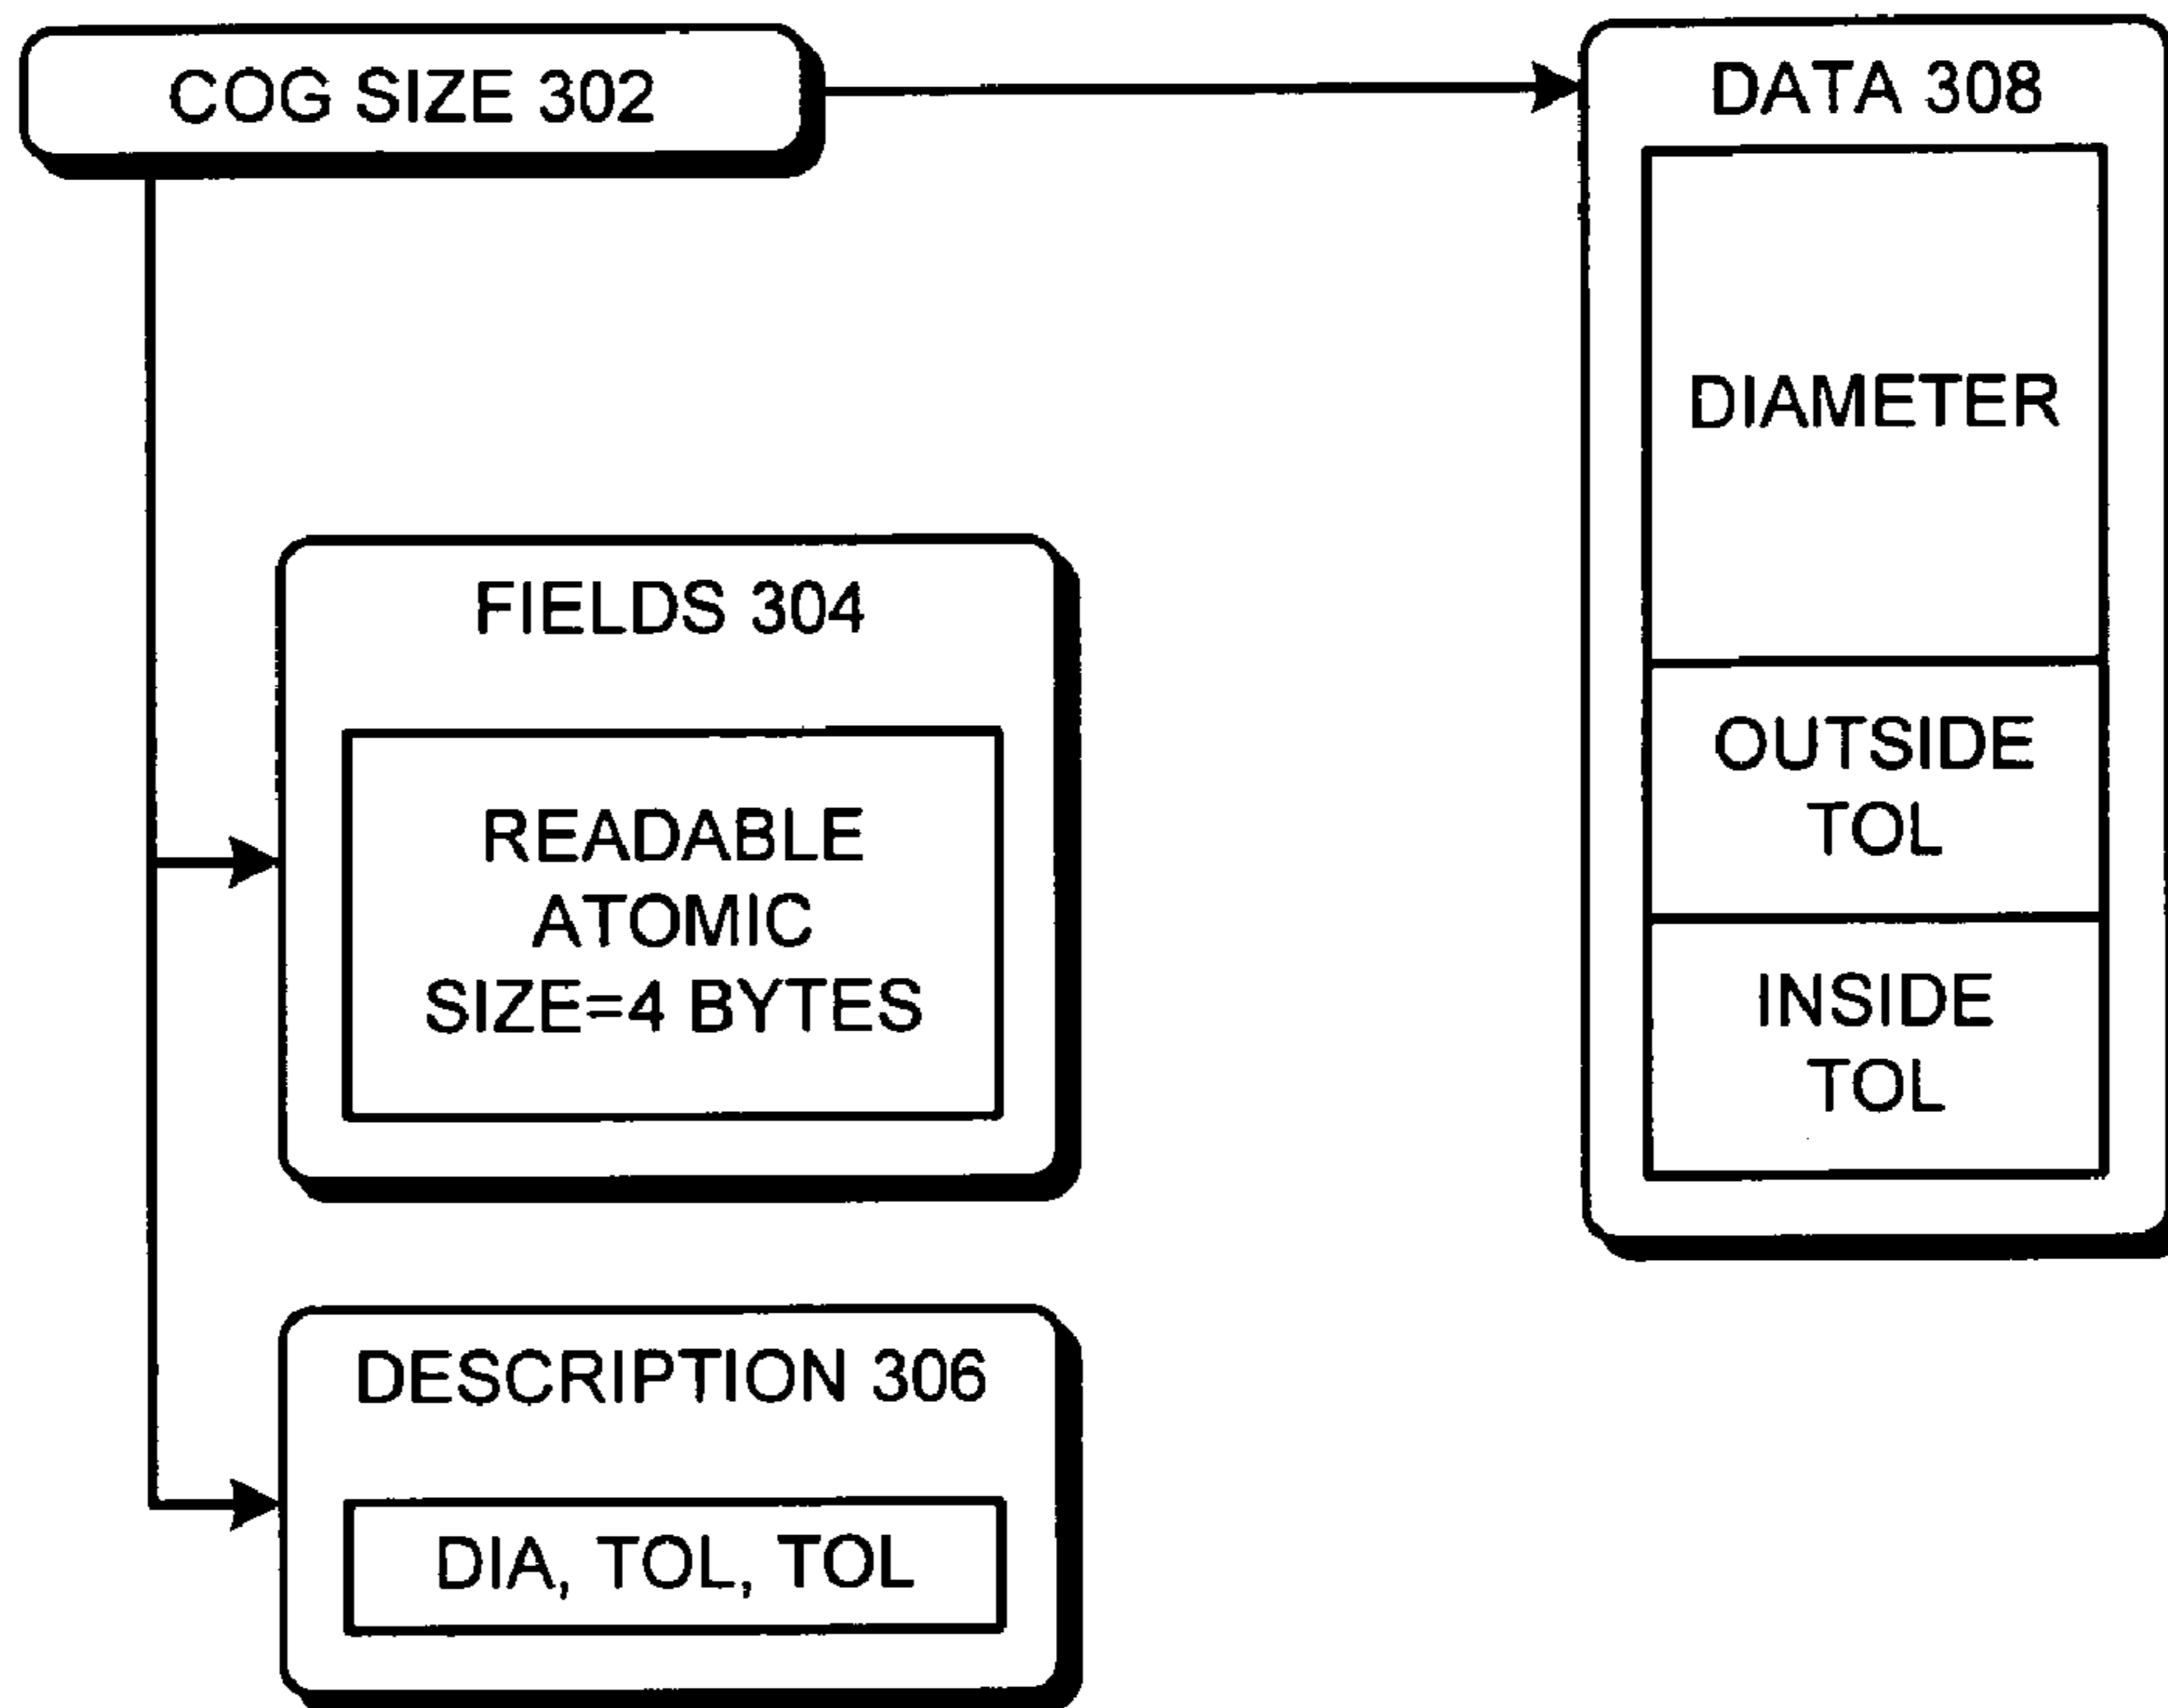 COG SIZE 302
DATA 308
DIAMETER
OUTSIDE
TOL
INSIDE
TOL
FIELDS 304
READABLE
ATOMIC
SIZE=4 BYTES
DESCRIPTION 306
DIA, TOL, TOL